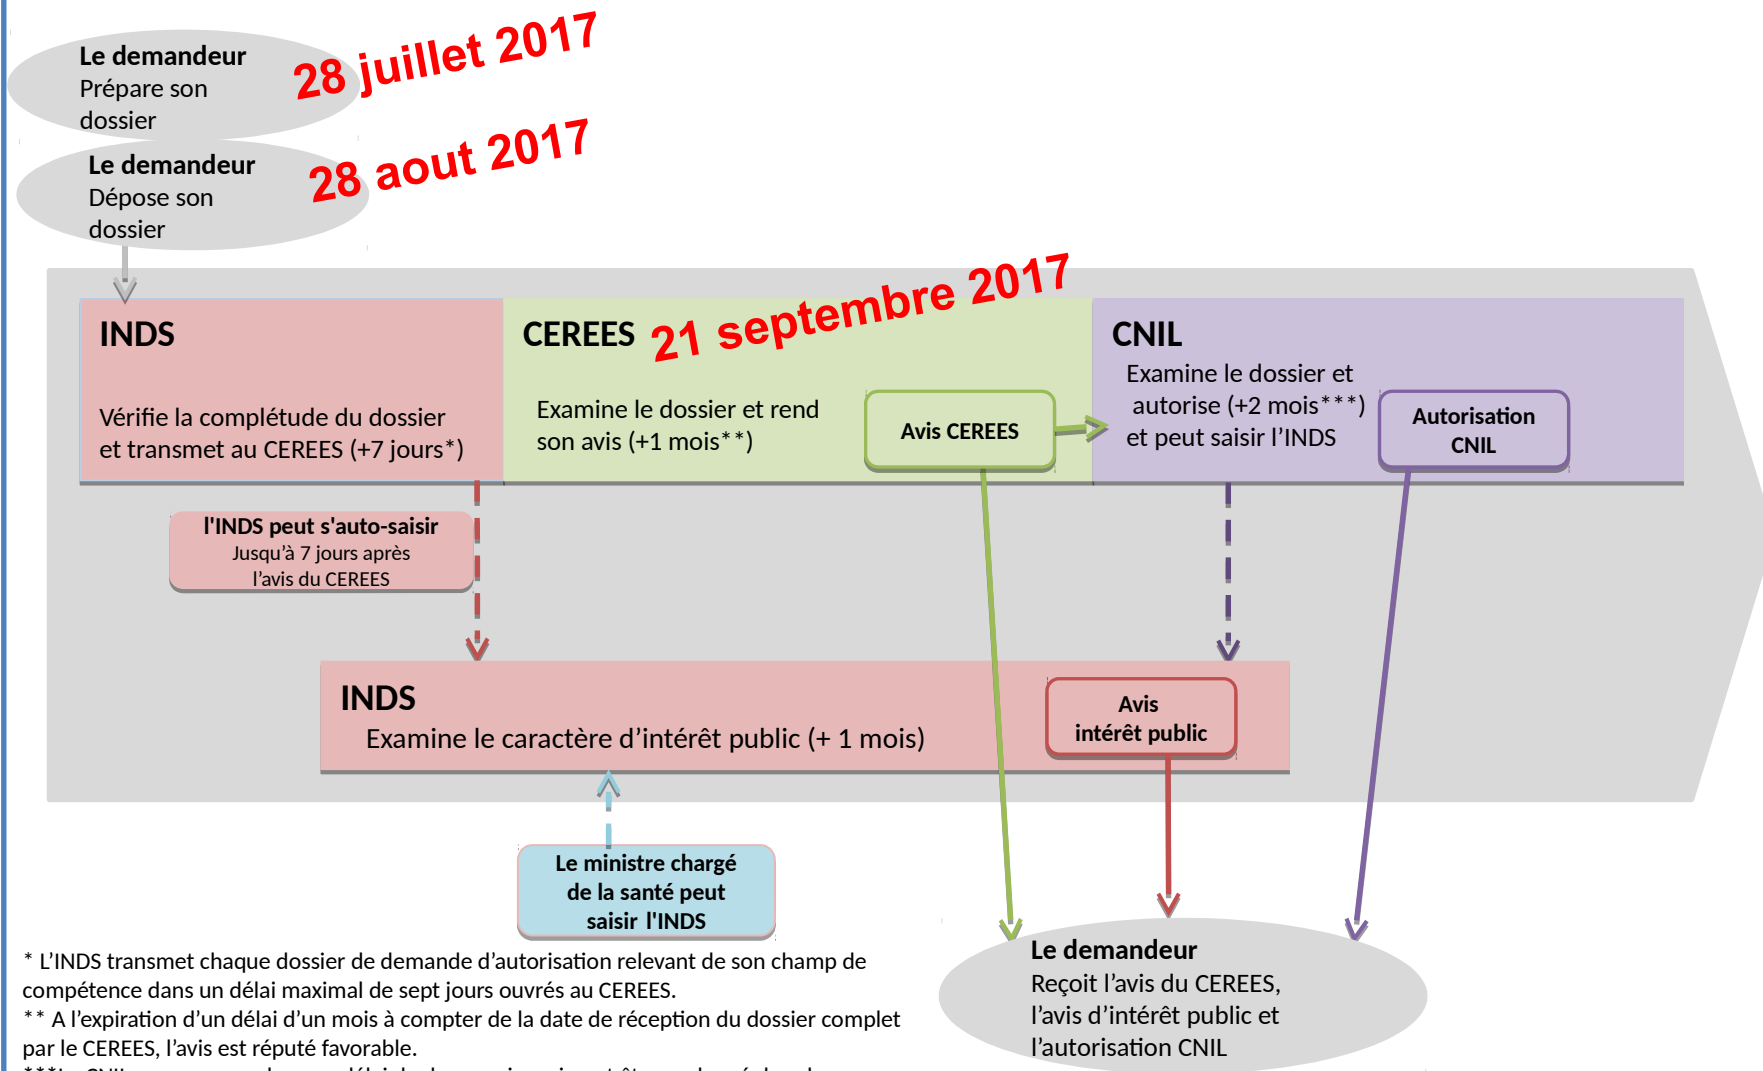 Le demandeur
Prépare son
dossier
28 juillet 2017
Le demandeur
Dépose son
dossier
28 aout 2017
INDS
Vérifie la complétude du dossier
et transmet au CEREES (+7 jours*)
CEREES
21 septembre 2017
Examine le dossier et rend
son avis (+1 mois**)
Avis CEREES
CNIL
Examine le dossier et
autorise (+2 mois***)
et peut saisir l’INDS
Autorisation
CNIL
l'INDS peut s'auto-saisir
Jusqu’à 7 jours après
l’avis du CEREES
INDS
Examine le caractère d’intérêt public (+ 1 mois)
Avis
intérêt public
Le ministre chargé
de la santé peut
saisir l'INDS
Le demandeur
Reçoit l’avis du CEREES,
l’avis d’intérêt public et
l’autorisation CNIL
* L’INDS transmet chaque dossier de demande d’autorisation relevant de son champ de
compétence dans un délai maximal de sept jours ouvrés au CEREES.
** A l’expiration d’un délai d’un mois à compter de la date de réception du dossier complet
par le CEREES, l’avis est réputé favorable.